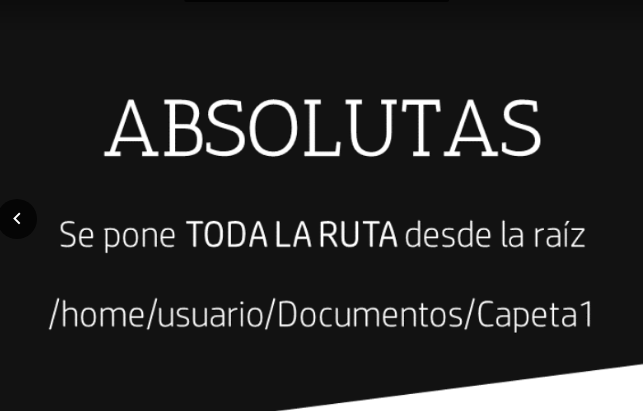 ABSOLUTAS
Se pone TODA LA RUTA desde la raíz
/home/usuario/Documentos/Capeta1